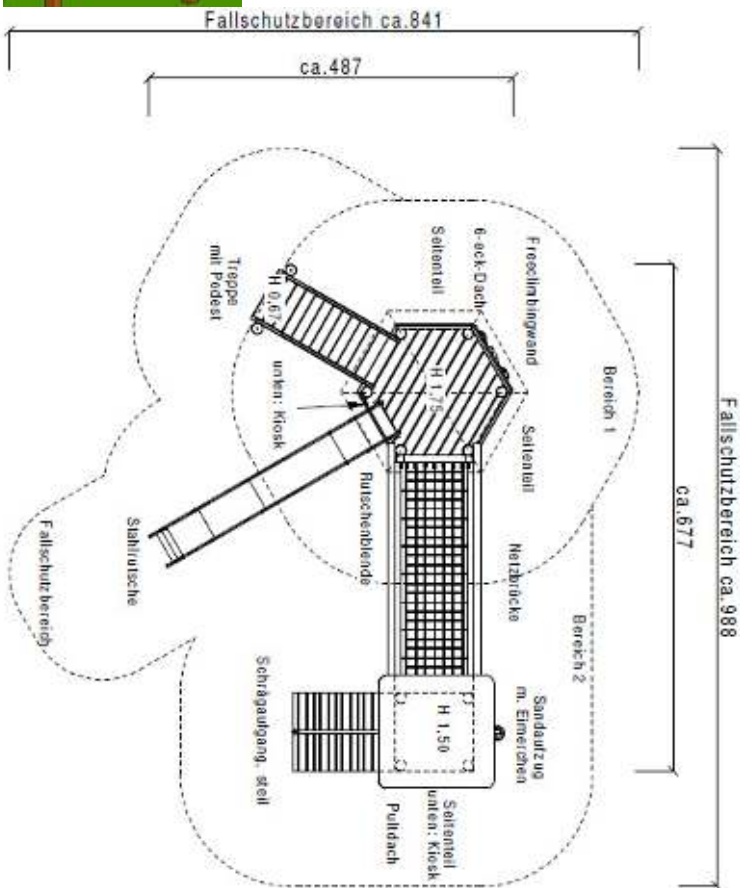 Fallschutzbereich ca.841
ca.487
Fallschutzbereich ca.988
ca.677
Freeclimbingwand
6-eck-Dach
Seitenteil
Bereich 1
Treppe
mit Podest
H 0,67
H 1,75
unten: Kiosk
Seitenteil
Rutschenblende
Stahlrutsche
Fallschutzbereich
Netzbrücke
Bereich 2
Sandaufzug
m. Eimerchen
Schrägaufgang, steil
H 1,50
Seitenteil
unten: Kiosk
Pultdach